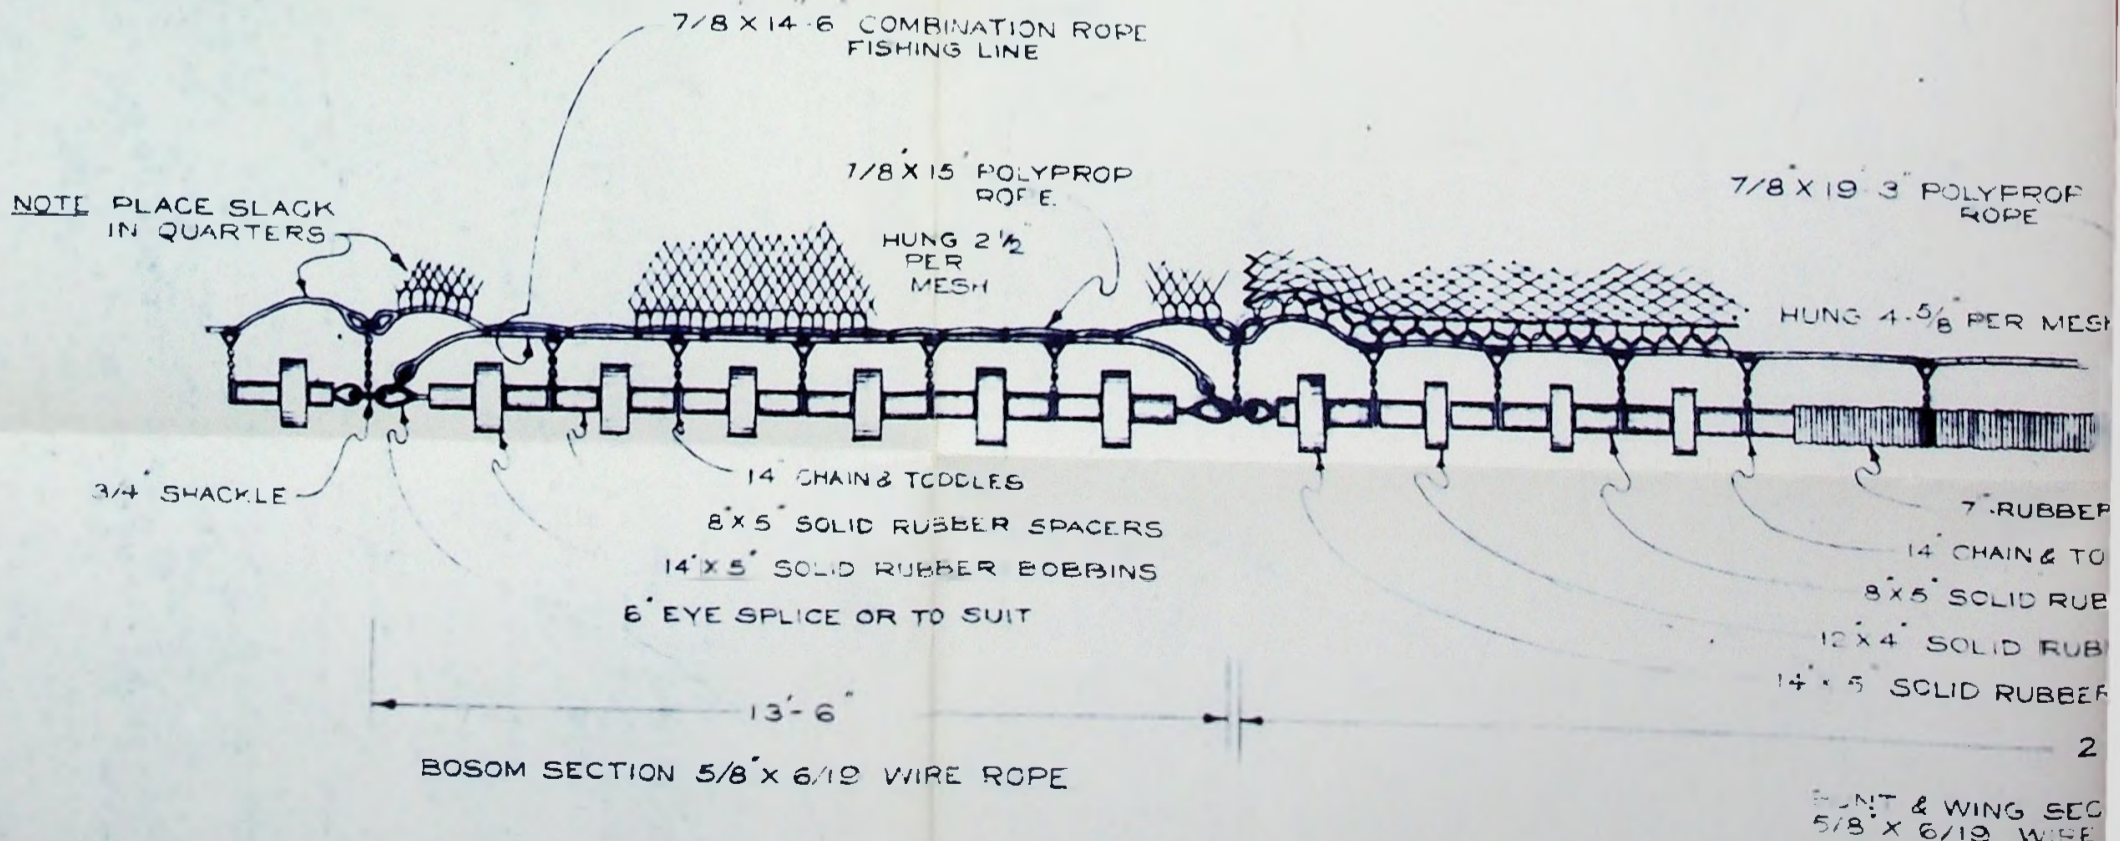 7/8 X 14-6 COMBINATION ROPE
FISHING LINE
7/8" X 15' POLYPROP
ROPE.
7/8" X 19' 3" POLYPROP
ROPE
NOTE PLACE SLACK
IN QUARTERS
HUNG 2 1/2"
PER
MESH
HUNG 4-5/8" PER MESH
3/4" SHACKLE
14" CHAIN & TOGGLES
8" X 5" SOLID RUBBER SPACERS
14" X 5" SOLID RUBBER BOBBINS
6" EYE SPLICE OR TO SUIT
7" RUBBER
14" CHAIN & TO
8" X 5" SOLID RUB
12" X 4" SOLID RUB
14" X 5" SOLID RUBBER
13'-6"
2
BOSOM SECTION 5/8" X 6/19 WIRE ROPE
& WING SEC
5/8" X 6/19 WIRE